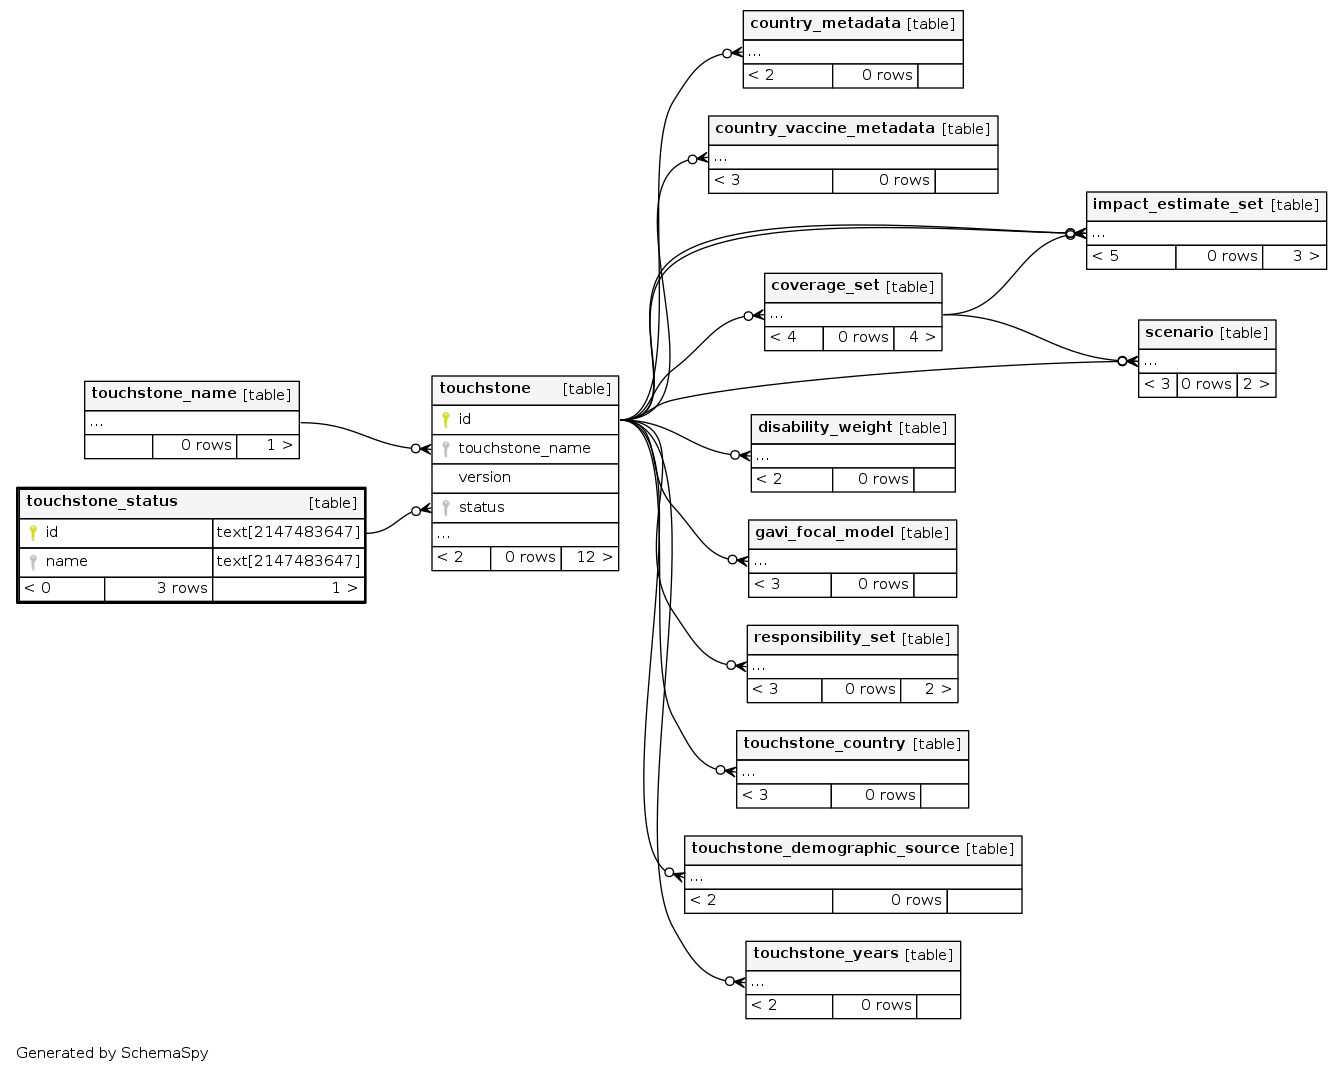 country_metadata [table]
...
< 2 0 rows
country_vaccine_metadata [table]
...
< 3 0 rows
impact_estimate_set [table]
...
< 5 0 rows 3 >
coverage_set [table]
...
< 4 0 rows 4 >
scenario [table]
...
< 3 0 rows 2 >
touchstone_name [table]
...
0 rows 1 >
touchstone [table]
id
touchstone_name
version
status
...
< 2 0 rows 12 >
touchstone_status [table]
id text[2147483647]
name text[2147483647]
< 0 3 rows 1 >
disability_weight [table]
...
< 2 0 rows
gavi_focal_model [table]
...
< 3 0 rows
responsibility_set [table]
...
< 3 0 rows 2 >
touchstone_country [table]
...
< 3 0 rows
touchstone_demographic_source [table]
...
< 2 0 rows
touchstone_years [table]
...
< 2 0 rows
Generated by SchemaSpy